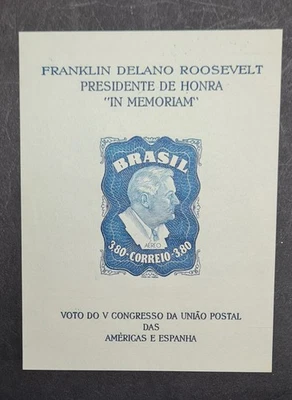 FRANKLIN DELANO ROOSEVELT
PRESIDENTE DE HONRA
"IN MEMORIAM"
BRASIL
AÉREO
3,80-CORREIO-3,80
VOTO DO V CONGRESSO DA UNIÃO POSTAL
DAS
AMÉRICAS E ESPANHA